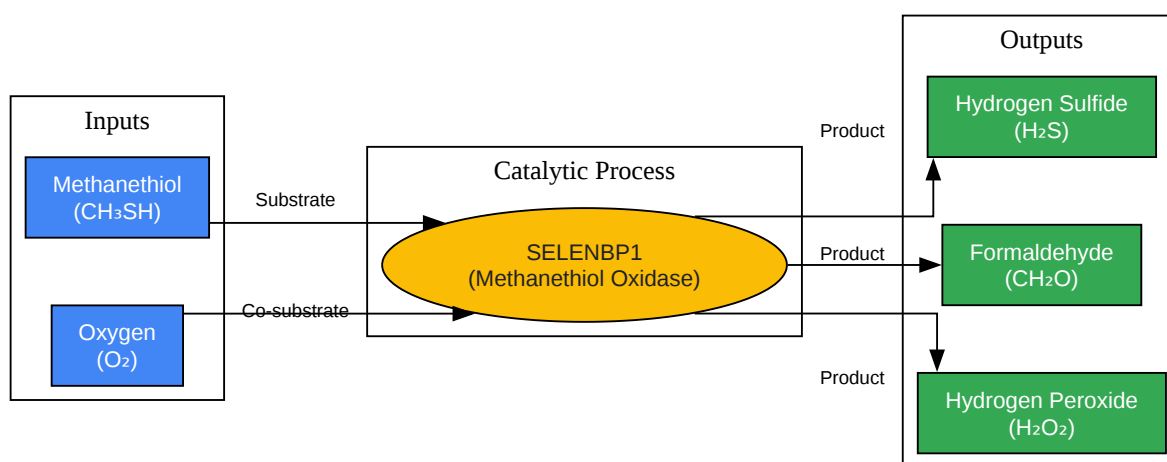 Inputs
Methanethiol
(CH₃SH)
Oxygen
(O₂)
Substrate
Co-substrate
Catalytic Process
SELENBP1
(Methanethiol Oxidase)
Product
Product
Product
Outputs
Hydrogen Sulfide
(H₂S)
Formaldehyde
(CH₂O)
Hydrogen Peroxide
(H₂O₂)